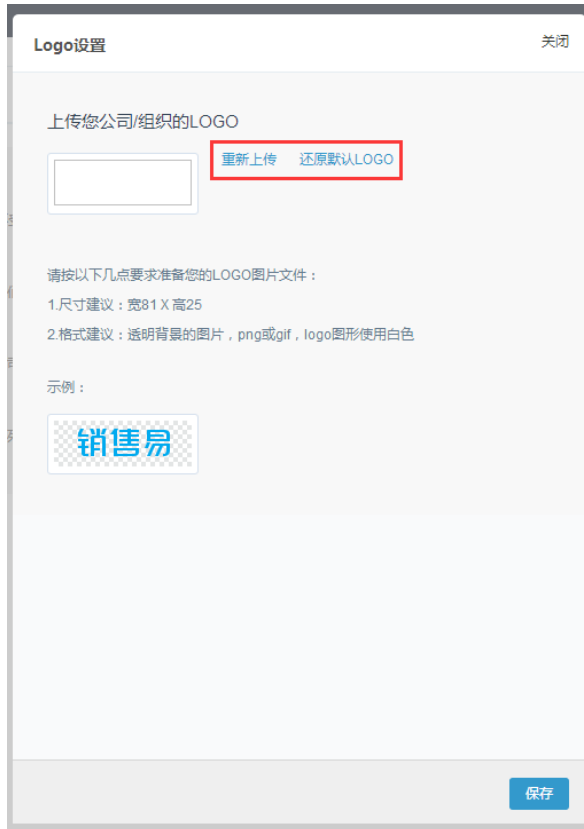 Logo设置
关闭
上传您公司/组织的LOGO
重新上传 还原默认LOGO
请按以下几点要求准备您的LOGO图片文件：
1.尺寸建议：宽81 X 高25
2.格式建议：透明背景的图片，png或gif，logo图形使用白色
示例：
销售易
保存